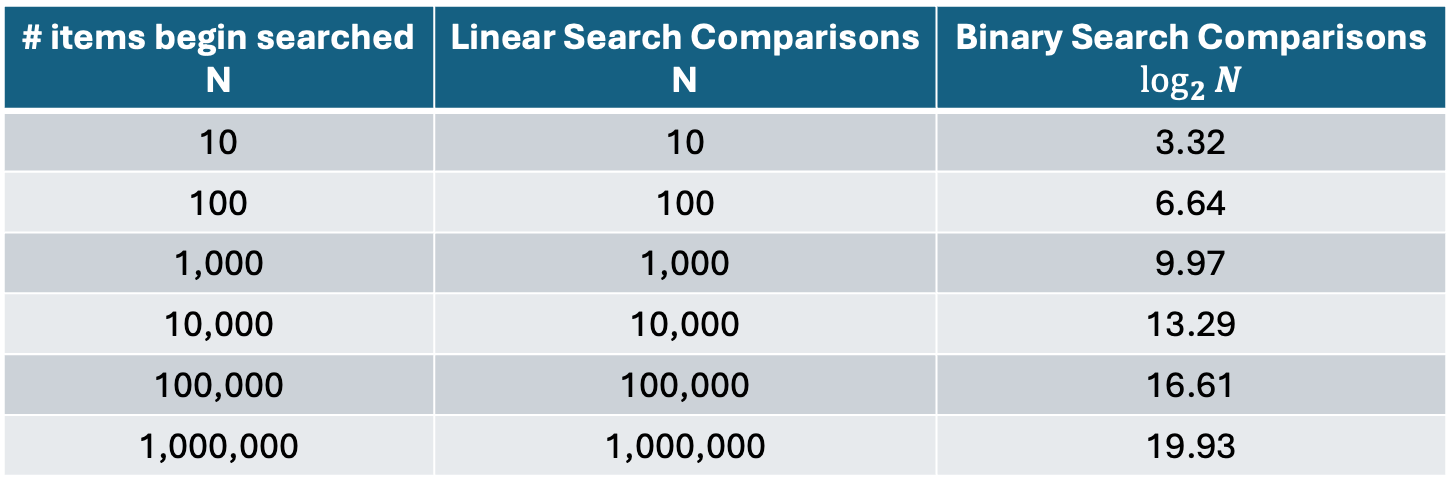 # items begin searched Linear Search Comparisons Binary Search Comparisons
N N log₂ N
10 10 3.32
100 100 6.64
1,000 1,000 9.97
10,000 10,000 13.29
100,000 100,000 16.61
1,000,000 1,000,000 19.93